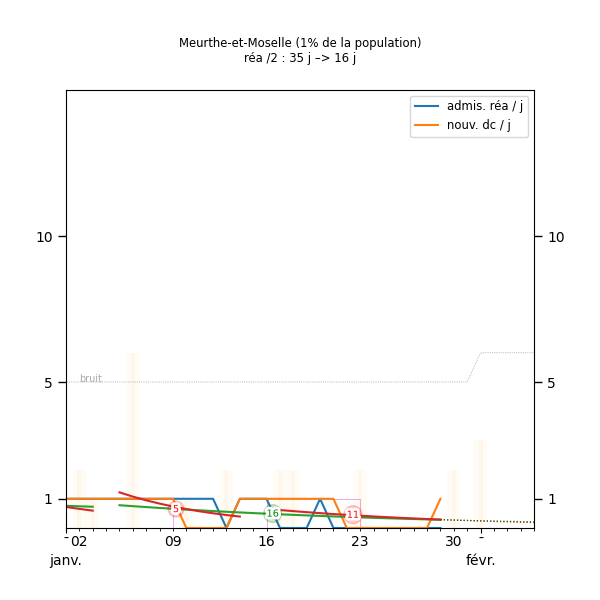 Meurthe-et-Moselle (1% de la population)
réa /2 : 35 j –> 16 j
admis. réa / j
nouv. dc / j
10
10
bruit
5
5
5
16
11
1
1
02
09
16
23
30
janv.
févr.